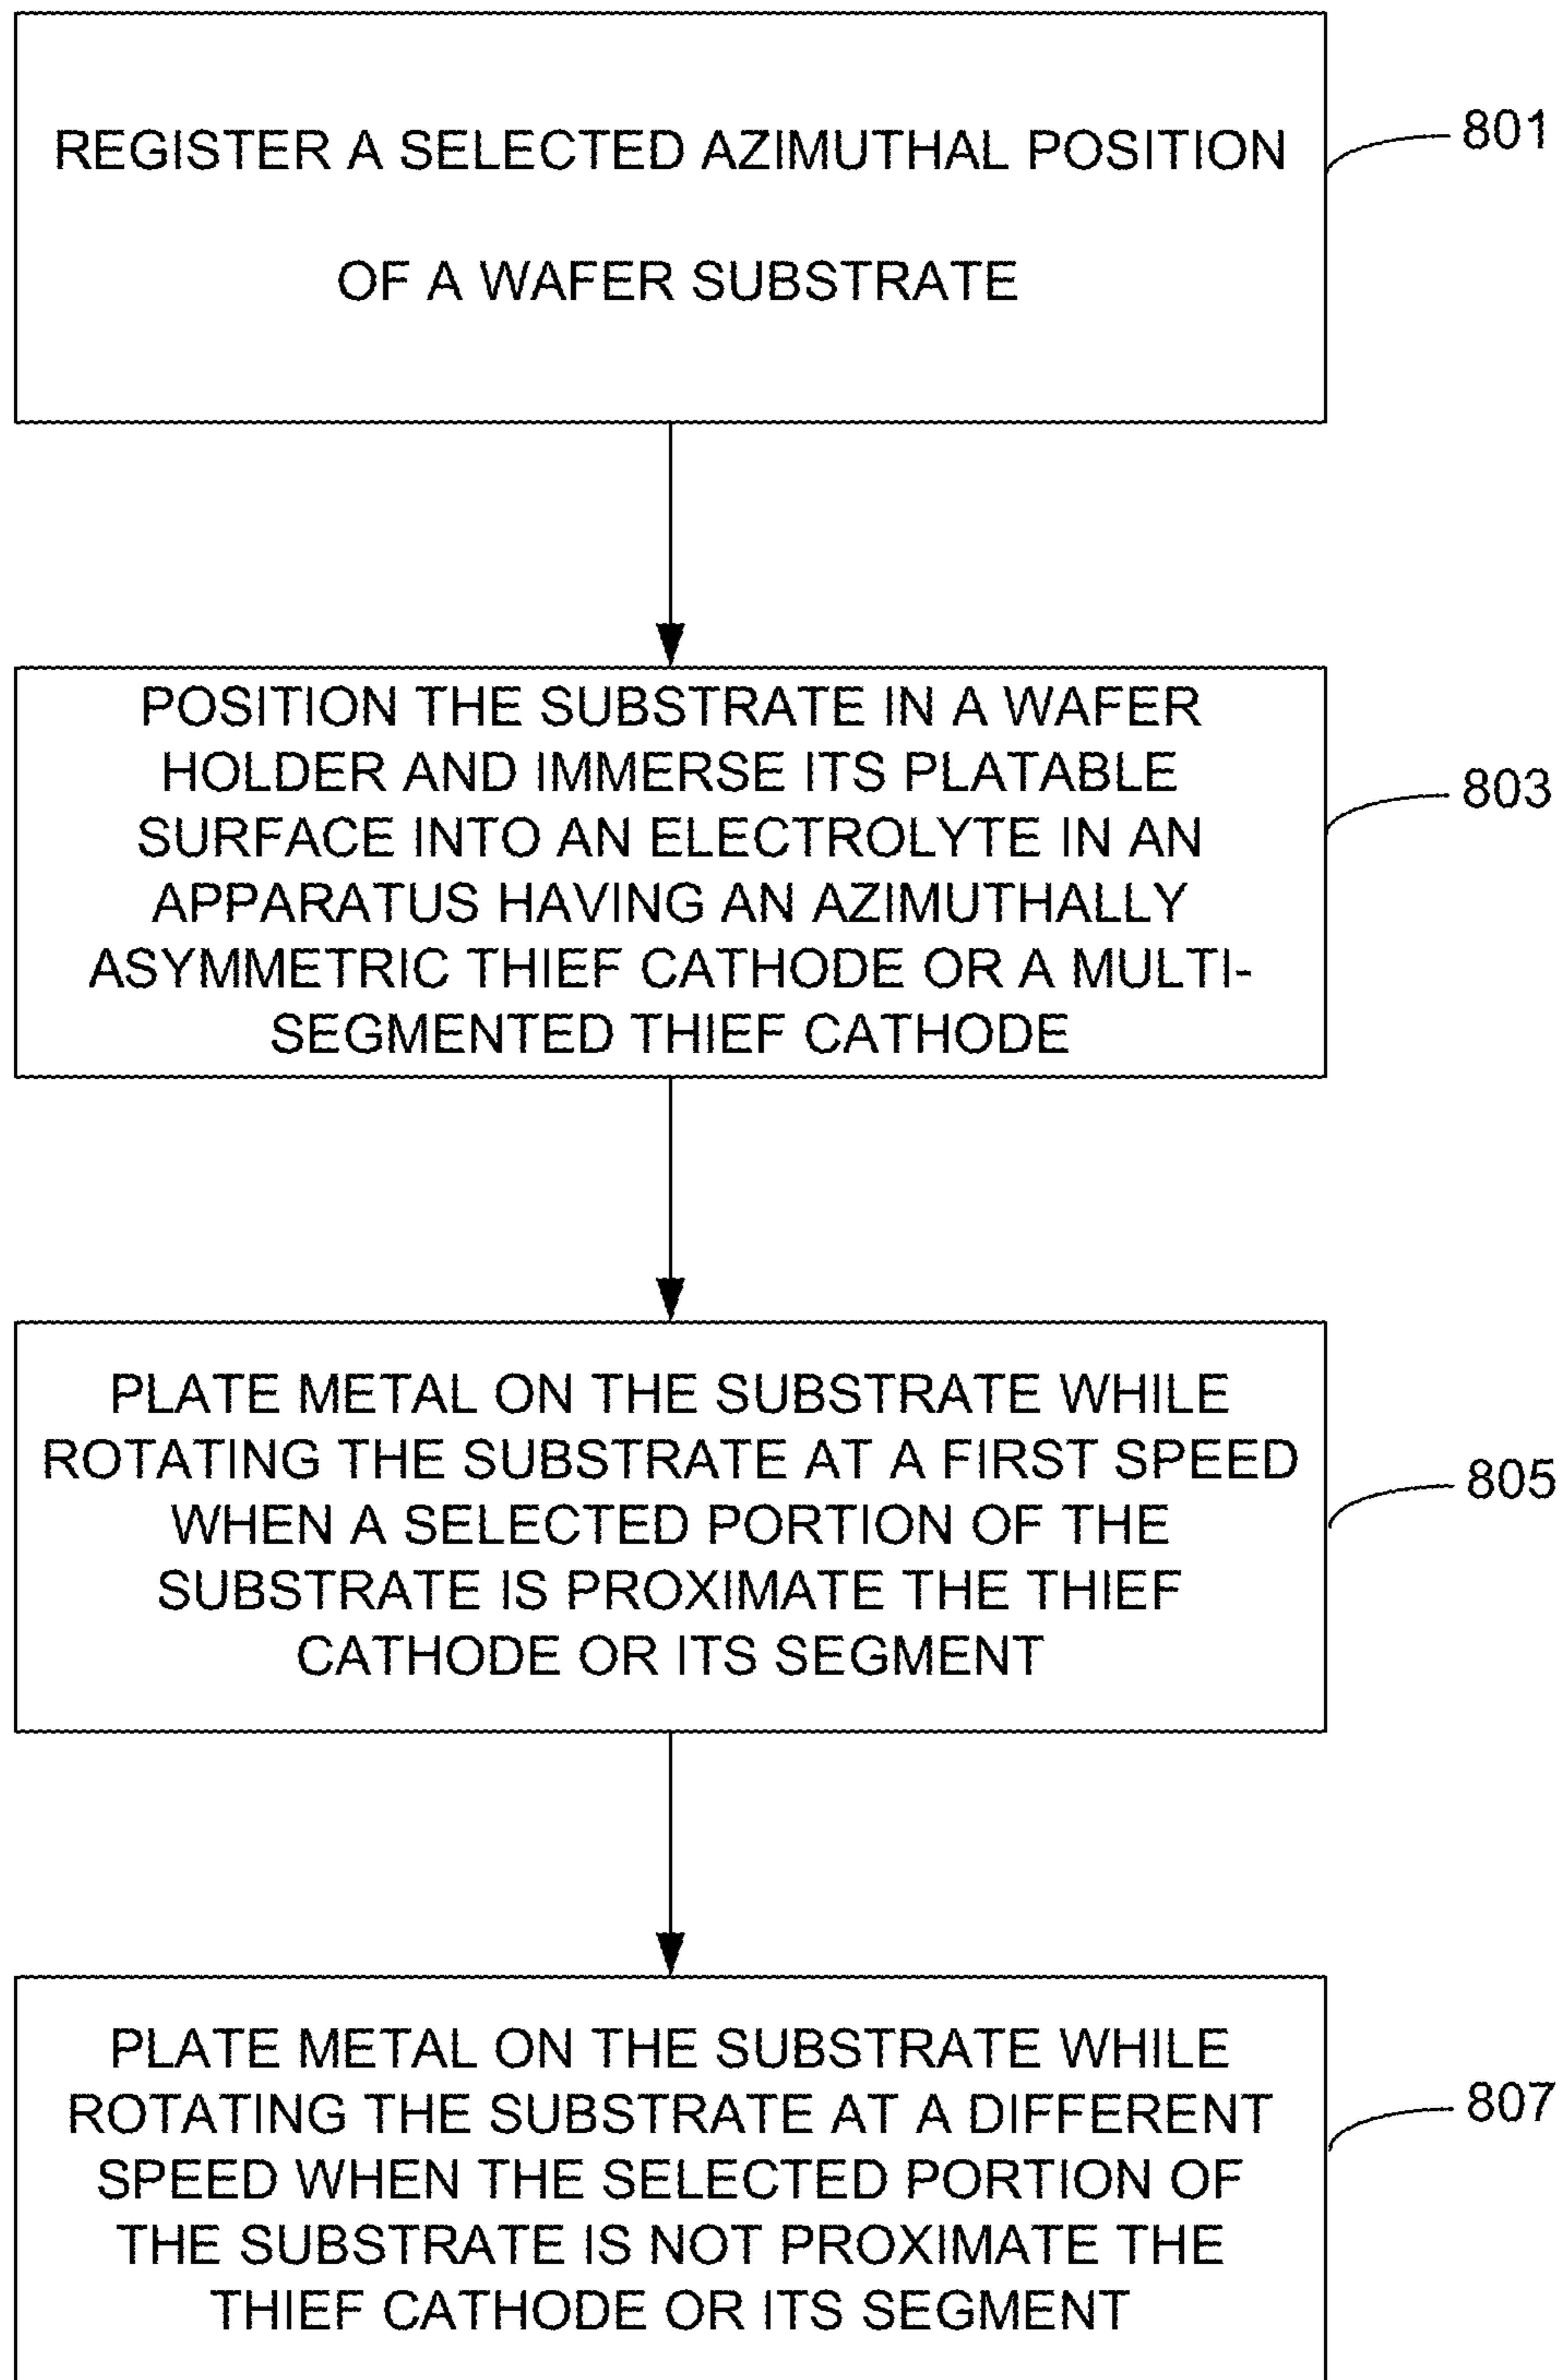 REGISTER A SELECTED AZIMUTHAL POSITION
OF A WAFER SUBSTRATE
801
POSITION THE SUBSTRATE IN A WAFER
HOLDER AND IMMERSE ITS PLATABLE
SURFACE INTO AN ELECTROLYTE IN AN
APPARATUS HAVING AN AZIMUTHALLY
ASYMMETRIC THIEF CATHODE OR A MULTI-
SEGMENTED THIEF CATHODE
803
PLATE METAL ON THE SUBSTRATE WHILE
ROTATING THE SUBSTRATE AT A FIRST SPEED
WHEN A SELECTED PORTION OF THE
SUBSTRATE IS PROXIMATE THE THIEF
CATHODE OR ITS SEGMENT
805
PLATE METAL ON THE SUBSTRATE WHILE
ROTATING THE SUBSTRATE AT A DIFFERENT
SPEED WHEN THE SELECTED PORTION OF
THE SUBSTRATE IS NOT PROXIMATE THE
THIEF CATHODE OR ITS SEGMENT
807